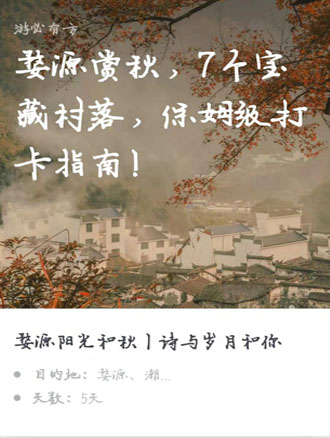 游必有方
婺源赏秋，7个宝
藏村落，保姆级打
卡指南！
婺源阳光和秋丨诗与岁月和你
目的地：婺源、湖...
天数：5天